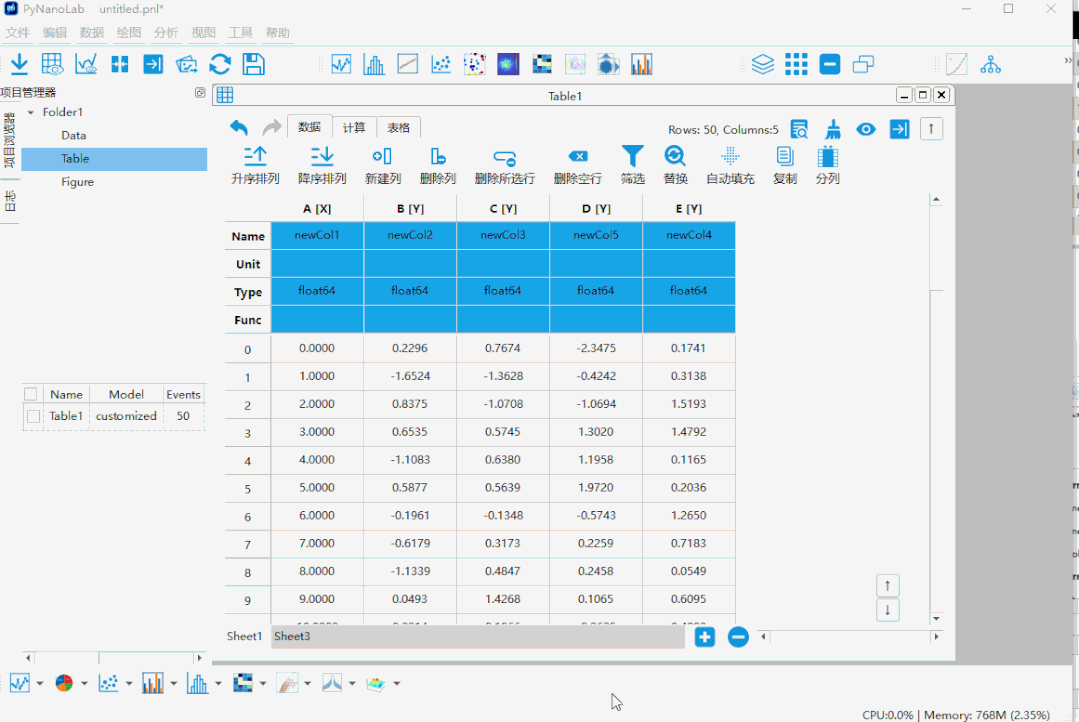 PyNanoLab untitled.pnl*
文件 编辑 数据 绘图 分析 视图 工具 帮助
项目管理器
项目浏览器
日志
Folder1
Data
Table
Figure
Name Model Events
Table1 customized 50
Table1
数据 计算 表格
Rows: 50, Columns:5
升序排列 降序排列 新建列 删除列 删除所选行 删除空行 筛选 替换 自动填充 复制 分列
A [X] B [Y] C [Y] D [Y] E [Y]
Name newCol1 newCol2 newCol3 newCol5 newCol4
Unit
Type float64 float64 float64 float64 float64
Func
0 0.0000 0.2296 0.7674 -2.3475 0.1741
1 1.0000 -1.6524 -1.3628 -0.4242 0.3138
2 2.0000 0.8375 -1.0708 -1.0694 1.5193
3 3.0000 0.6535 0.5745 1.3020 1.4792
4 4.0000 -1.1083 0.6380 1.1958 0.1165
5 5.0000 0.5877 0.5639 1.9720 0.2036
6 6.0000 -0.1961 -0.1348 -0.5743 1.2650
7 7.0000 -0.6179 0.3173 0.2259 0.7183
8 8.0000 -1.1339 0.4847 0.2458 0.0549
9 9.0000 0.0493 1.4268 0.1065 0.6095
Sheet1 Sheet3
CPU:0.0% | Memory: 768M (2.35%)